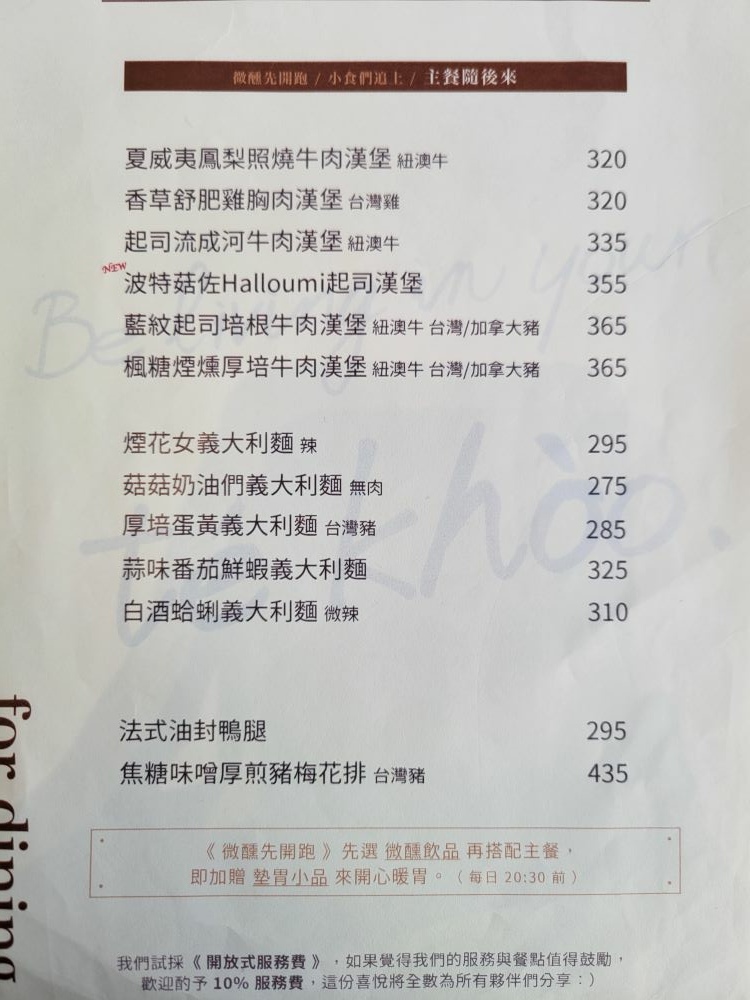 微醺先開跑 / 小食們追上 / 主餐隨後來
夏威夷鳳梨照燒牛肉漢堡 紐澳牛 320
香草舒肥雞胸肉漢堡 台灣雞 320
起司流成河牛肉漢堡 紐澳牛 335
NEW 波特菇佐Halloumi起司漢堡 355
藍紋起司培根牛肉漢堡 紐澳牛 台灣/加拿大豬 365
楓糖煙燻厚培牛肉漢堡 紐澳牛 台灣/加拿大豬 365
煙花女義大利麵 辣 295
菇菇奶油們義大利麵 無肉 275
厚培蛋黃義大利麵 台灣豬 285
蒜味番茄鮮蝦義大利麵 325
白酒蛤蜊義大利麵 微辣 310
法式油封鴨腿 295
焦糖味噌厚煎豬梅花排 台灣豬 435
《 微醺先開跑 》 先選 微醺飲品 再搭配主餐，
即加贈 墊胃小品 來開心暖胃。（ 每日 20:30 前 ）
我們試採《 開放式服務費 》，如果覺得我們的服務與餐點值得鼓勵，
歡迎酌予 10% 服務費，這份喜悅將全數為所有夥伴們分享：）
for dining
Be living in your
té khòo.